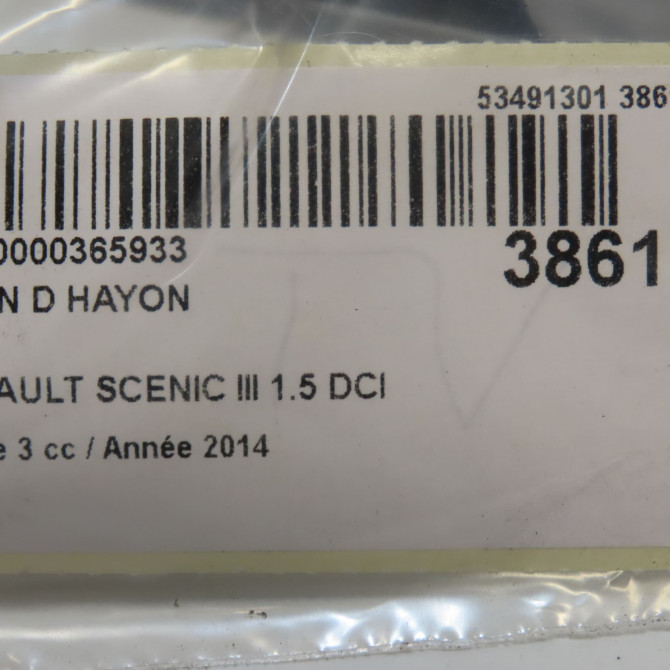 53491301 386
0000365933
3861
N D HAYON
AULT SCENIC III 1.5 DCI
e 3 cc / Année 2014